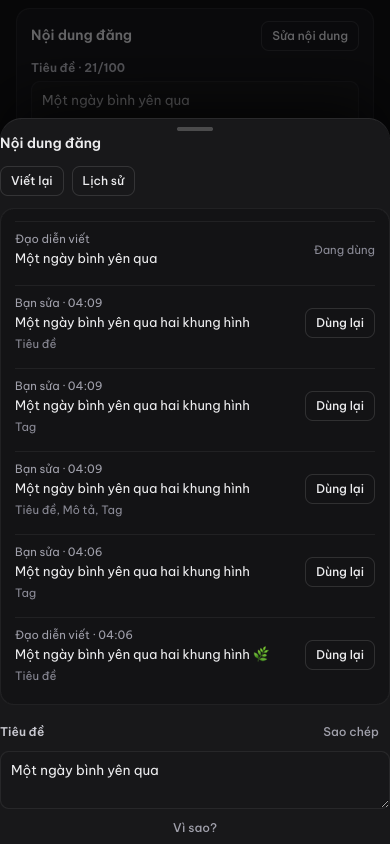 Nội dung đăng
Sửa nội dung
Tiêu đề · 21/100
Một ngày bình yên qua
Nội dung đăng
Viết lại
Lịch sử
Đạo diễn viết
Một ngày bình yên qua
Đang dùng
Bạn sửa · 04:09
Một ngày bình yên qua hai khung hình
Dùng lại
Tiêu đề
Bạn sửa · 04:09
Một ngày bình yên qua hai khung hình
Dùng lại
Tag
Bạn sửa · 04:09
Một ngày bình yên qua hai khung hình
Dùng lại
Tiêu đề, Mô tả, Tag
Bạn sửa · 04:06
Một ngày bình yên qua hai khung hình
Dùng lại
Tag
Đạo diễn viết · 04:06
Một ngày bình yên qua hai khung hình 🌿
Dùng lại
Tiêu đề
Tiêu đề
Sao chép
Một ngày bình yên qua
Vì sao?